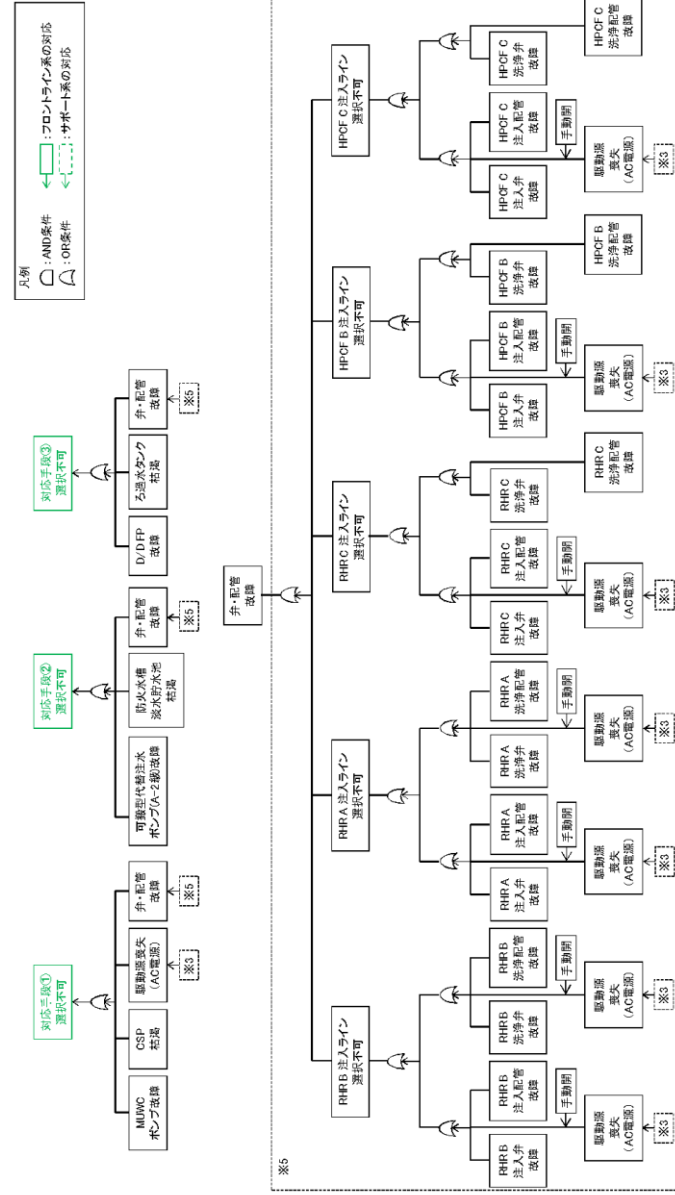 凡例
:AND条件
:OR条件
:フロントライン系の対応
:サポート系の対応
対応手段①
選択不可
MUWC
ポンプ故障
CSP
枯渇
駆動源喪失
(AC電源)
※3
弁・配管
故障
※5
対応手段②
選択不可
可搬型代替注水
ポンプ(A-2級)故障
防火水槽
淡水貯水池
枯渇
弁・配管
故障
※5
対応手段③
選択不可
D/DFP
故障
ろ過水タンク
枯渇
弁・配管
故障
※5
※5
弁・配管
故障
RHR B 注入ライン
選択不可
RHR B
注入弁
故障
RHR B
注入配管
故障
手動開
駆動源
喪失
(AC電源)
※3
RHR B
洗浄弁
故障
RHR B
洗浄配管
故障
手動開
駆動源
喪失
(AC電源)
※3
RHR A 注入ライン
選択不可
RHR A
注入弁
故障
RHR A
注入配管
故障
手動開
駆動源
喪失
(AC電源)
※3
RHR A
洗浄弁
故障
RHR A
洗浄配管
故障
手動開
駆動源
喪失
(AC電源)
※3
RHR C 注入ライン
選択不可
RHR C
注入弁
故障
RHR C
注入配管
故障
手動開
駆動源
喪失
(AC電源)
※3
RHR C
洗浄弁
故障
RHR C
洗浄配管
故障
HPCF B 注入ライン
選択不可
HPCF B
注入弁
故障
HPCF B
注入配管
故障
手動開
駆動源
喪失
(AC電源)
※3
HPCF B
洗浄弁
故障
HPCF B
洗浄配管
故障
HPCF C 注入ライン
選択不可
HPCF C
注入弁
故障
HPCF C
注入配管
故障
手動開
駆動源
喪失
(AC電源)
※3
HPCF C
洗浄弁
故障
HPCF C
洗浄配管
故障